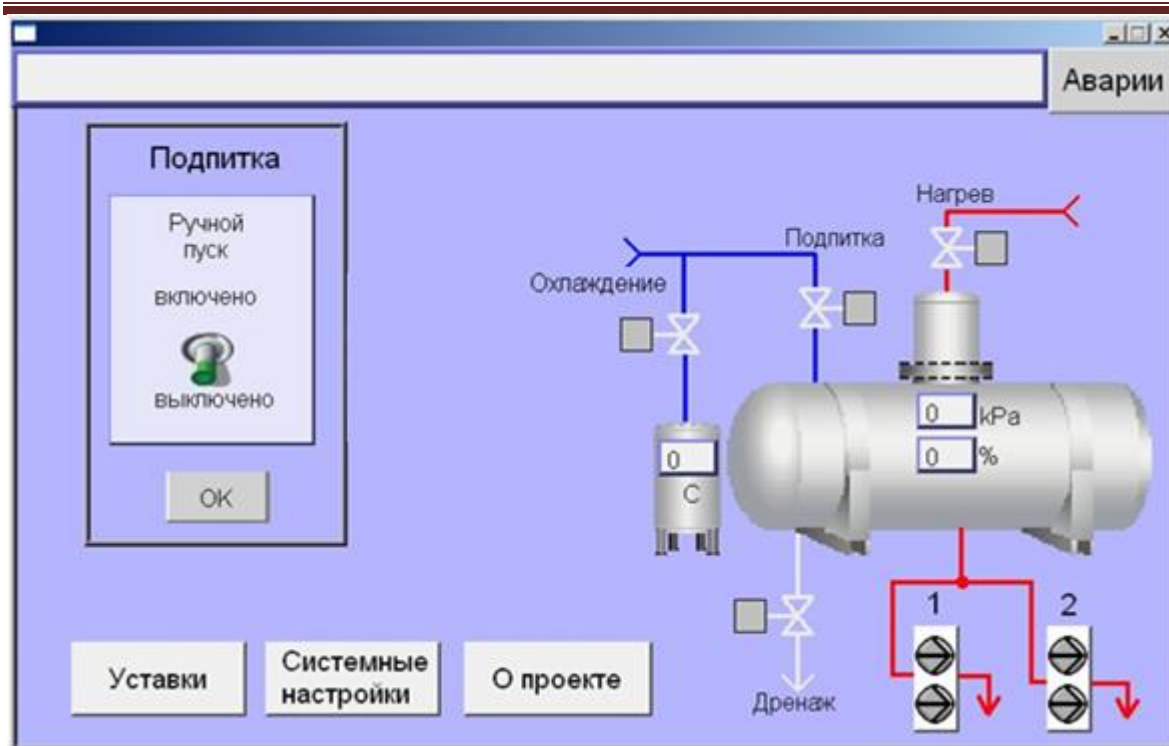 Аварии
Подпитка
Ручной
пуск
включено
выключено
OK
Нагрев
Подпитка
Охлаждение
0 kPa
0 %
0
C
1
2
Дренаж
Уставки
Системные
настройки
О проекте